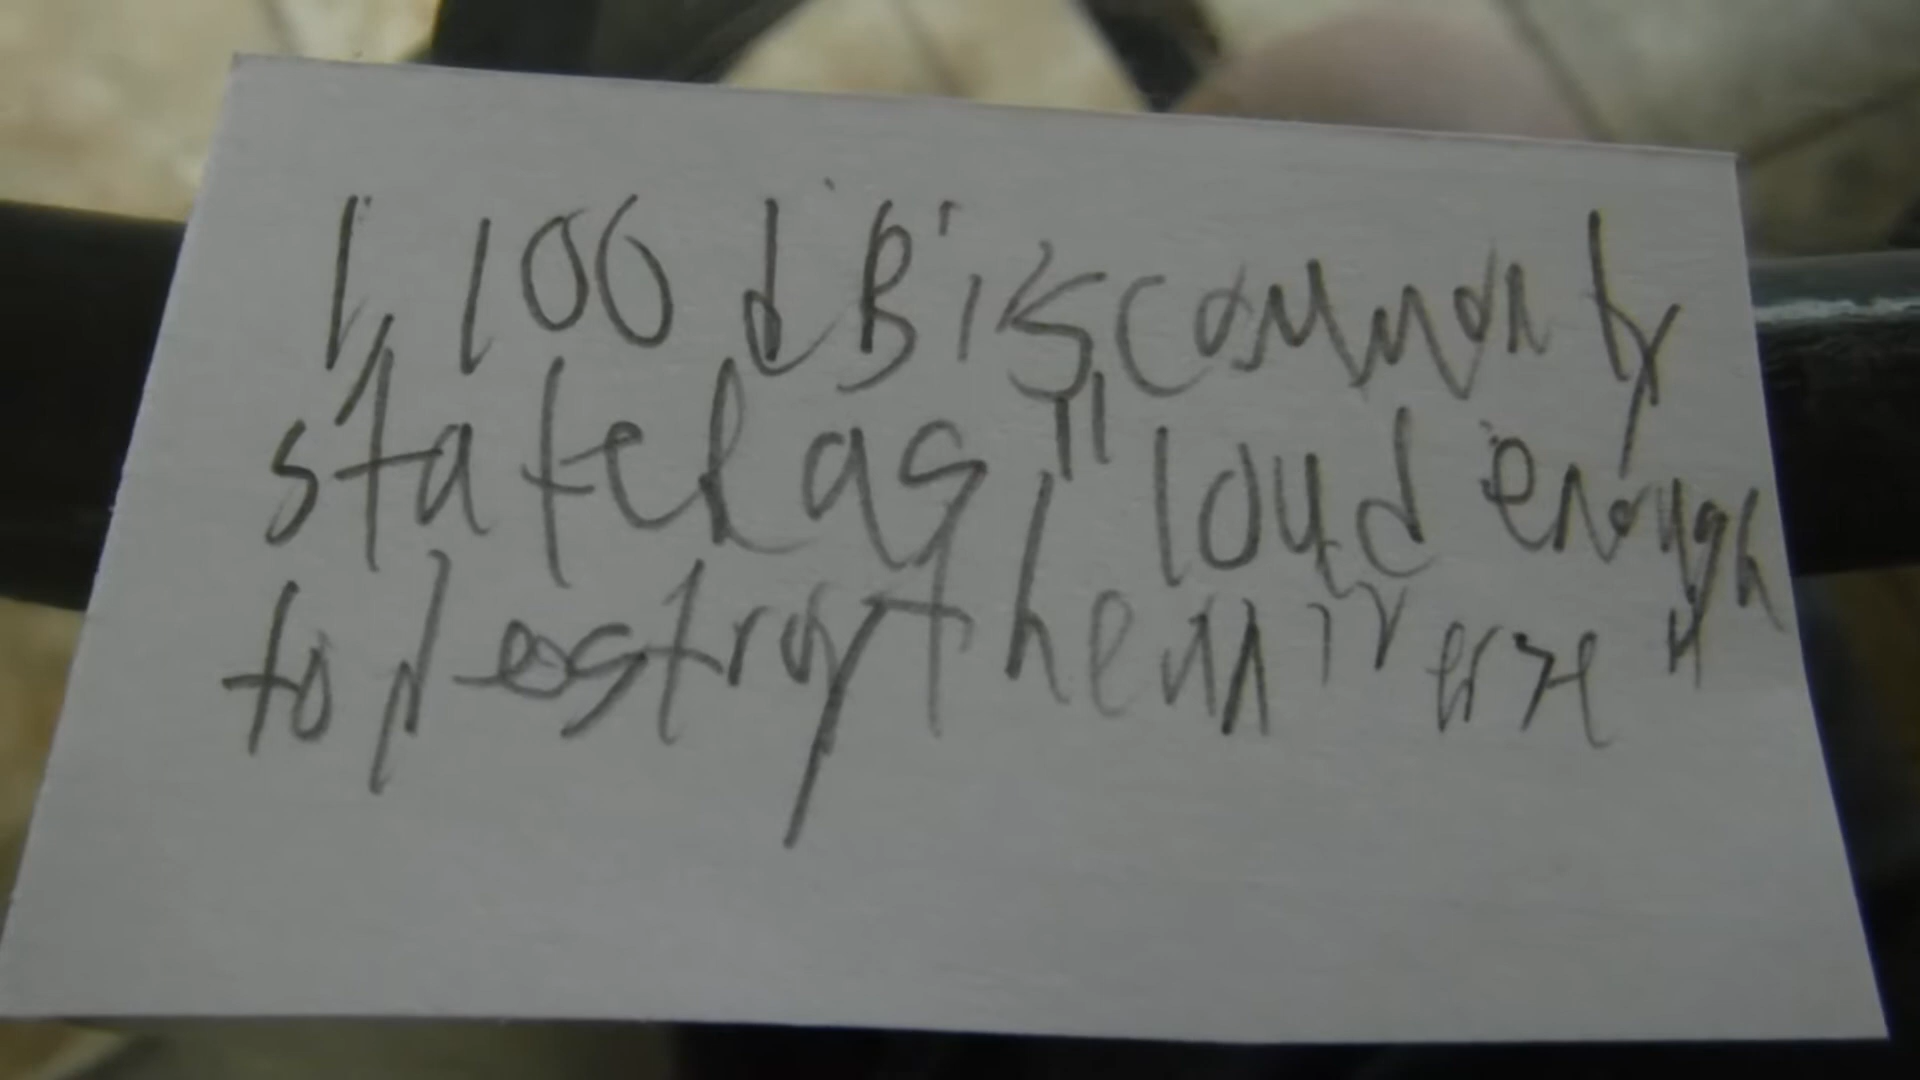 1,100 dB is commonly
stated as "loud enough
to destroy the universe"